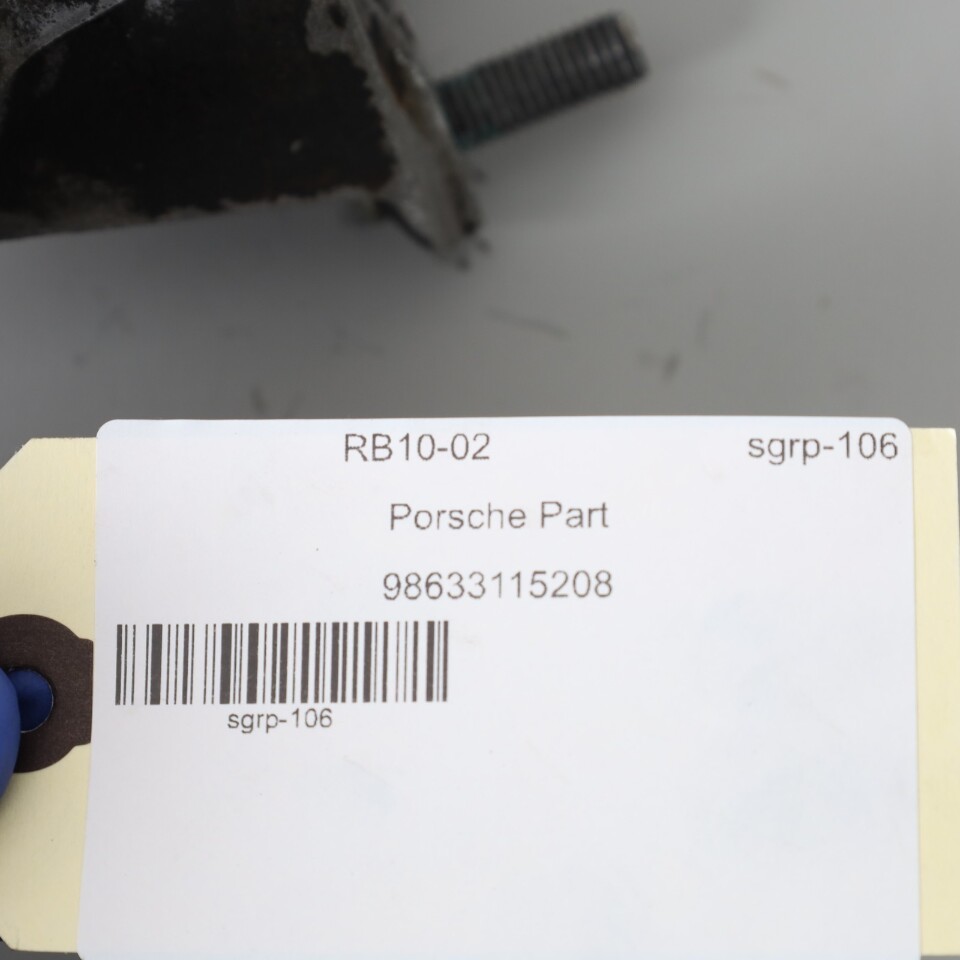 RB10-02 sgrp-106
Porsche Part
98633115208
sgrp-106